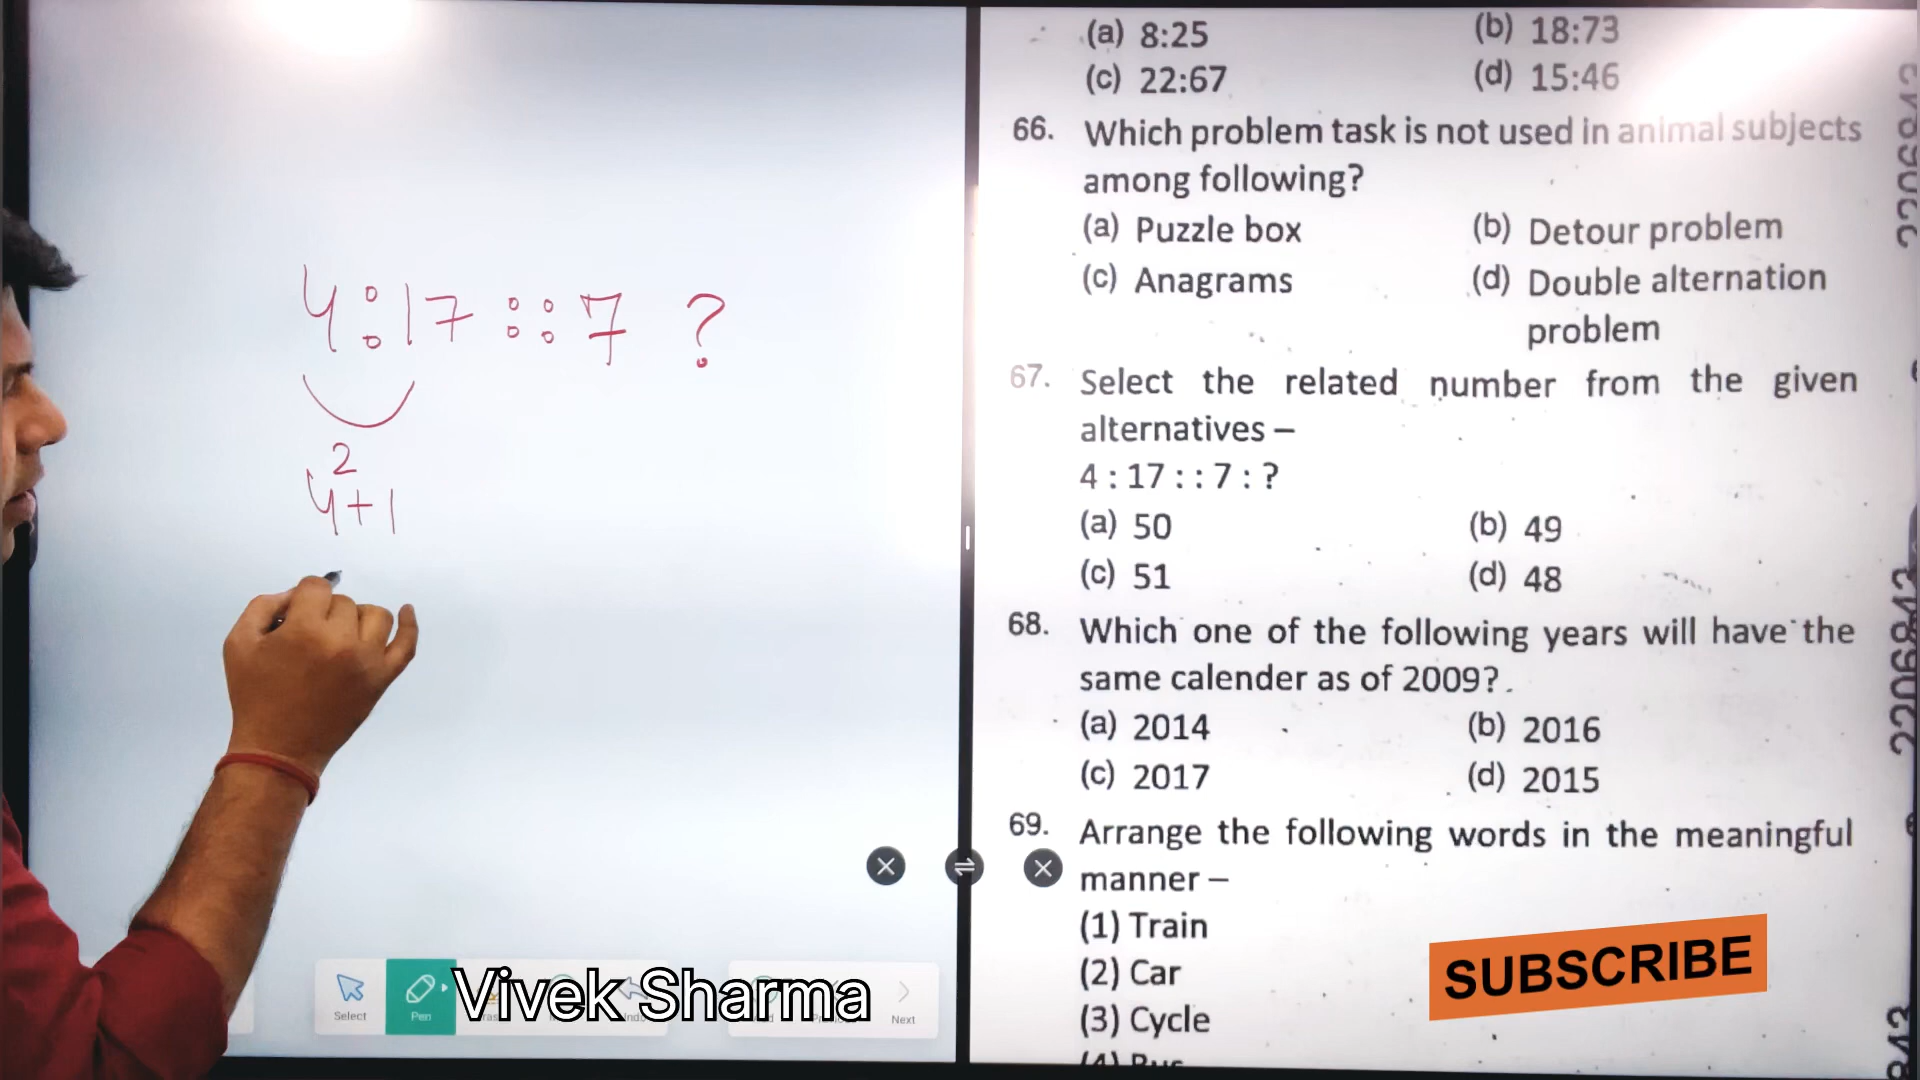 4:17 :: 7 ?
4²+1
Select
Pen
Next
Vivek Sharma
(a) 8:25 (b) 18:73
(c) 22:67 (d) 15:46
66. Which problem task is not used in animal subjects
among following?
(a) Puzzle box (b) Detour problem
(c) Anagrams (d) Double alternation
problem
67. Select the related number from the given
alternatives –
4 : 17 : : 7 : ?
(a) 50 (b) 49
(c) 51 (d) 48
68. Which one of the following years will have the
same calender as of 2009?
(a) 2014 (b) 2016
(c) 2017 (d) 2015
69. Arrange the following words in the meaningful
manner –
(1) Train
(2) Car
(3) Cycle
SUBSCRIBE
2206842